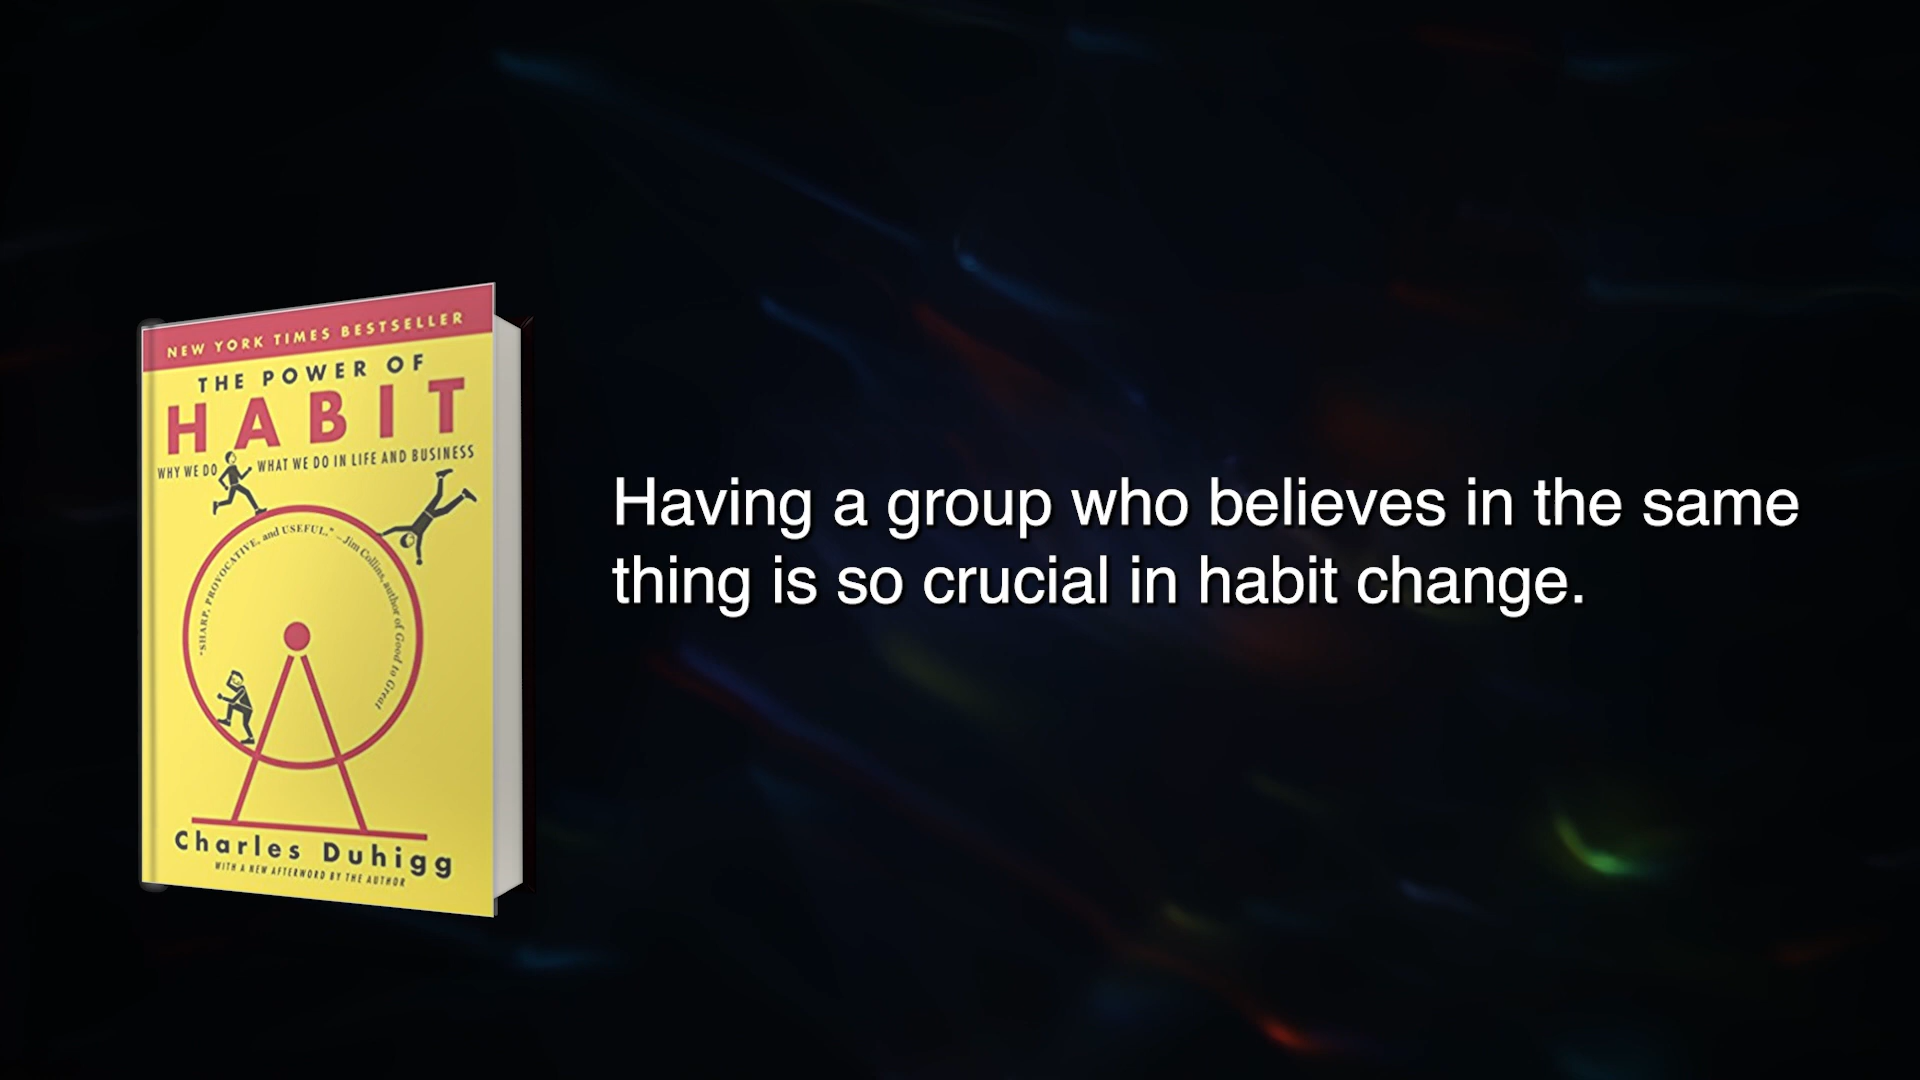 NEW YORK TIMES BESTSELLER
THE POWER OF
HABIT
WHY WE DO WHAT WE DO IN LIFE AND BUSINESS
"SHARP, PROVOCATIVE, and USEFUL." –Jim Collins, author of Good to Great
Charles Duhigg
WITH A NEW AFTERWORD BY THE AUTHOR
Having a group who believes in the same
thing is so crucial in habit change.